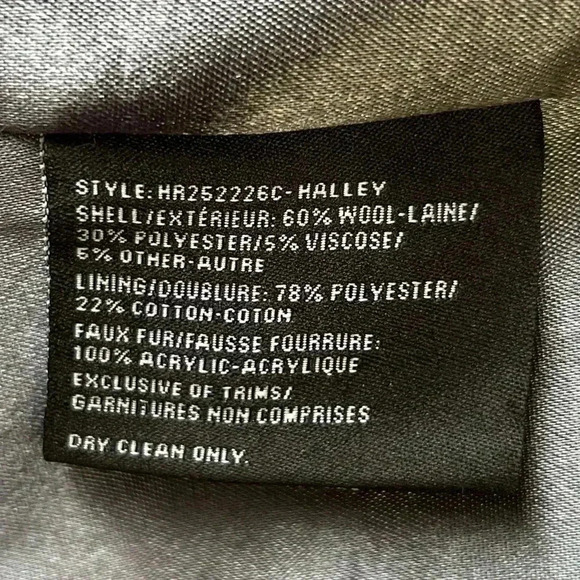 STYLE: HR252226C-HALLEY
SHELL/EXTÉRIEUR: 60% WOOL-LAINE/
30% POLYESTER/5% VISCOSE/
5% OTHER-AUTRE
LINING/DOUBLURE: 78% POLYESTER/
22% COTTON-COTON
FAUX FUR/FAUSSE FOURRURE:
100% ACRYLIC-ACRYLIQUE
EXCLUSIVE OF TRIMS/
GARNITURES NON COMPRISES
DRY CLEAN ONLY.